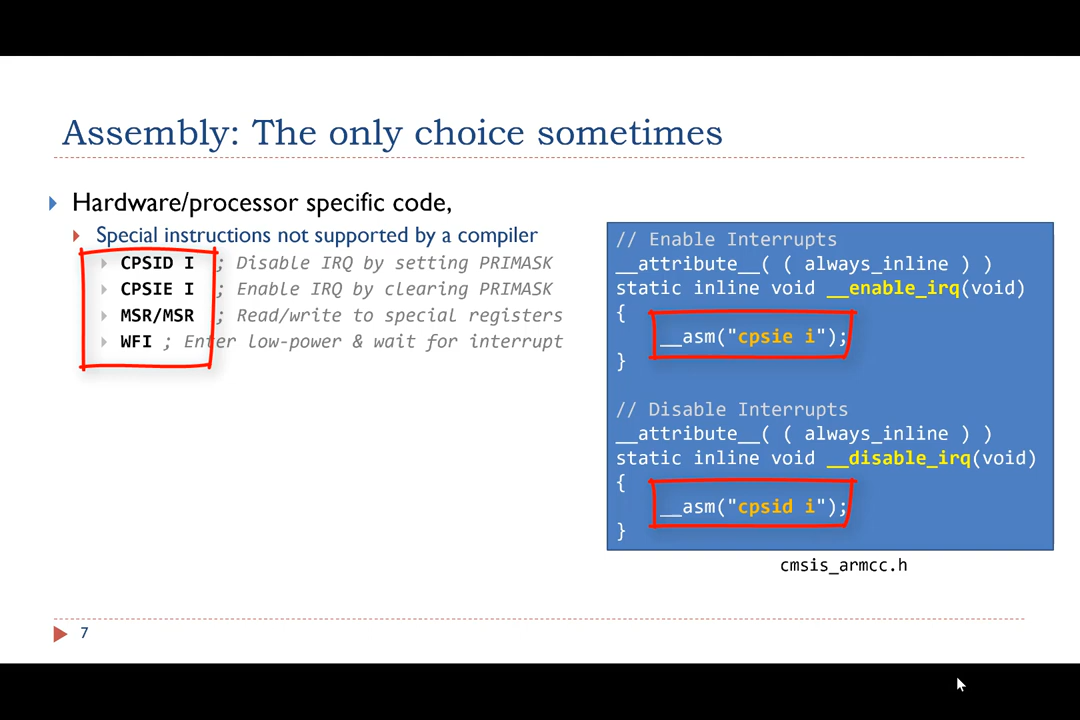 Assembly: The only choice sometimes
Hardware/processor specific code,
Special instructions not supported by a compiler
CPSID I ; Disable IRQ by setting PRIMASK
CPSIE I ; Enable IRQ by clearing PRIMASK
MSR/MSR ; Read/write to special registers
WFI ; Enter low-power & wait for interrupt
// Enable Interrupts
__attribute__( ( always_inline ) )
static inline void __enable_irq(void)
{
__asm("cpsie i");
}
// Disable Interrupts
__attribute__( ( always_inline ) )
static inline void __disable_irq(void)
{
__asm("cpsid i");
}
cmsis_armcc.h
7